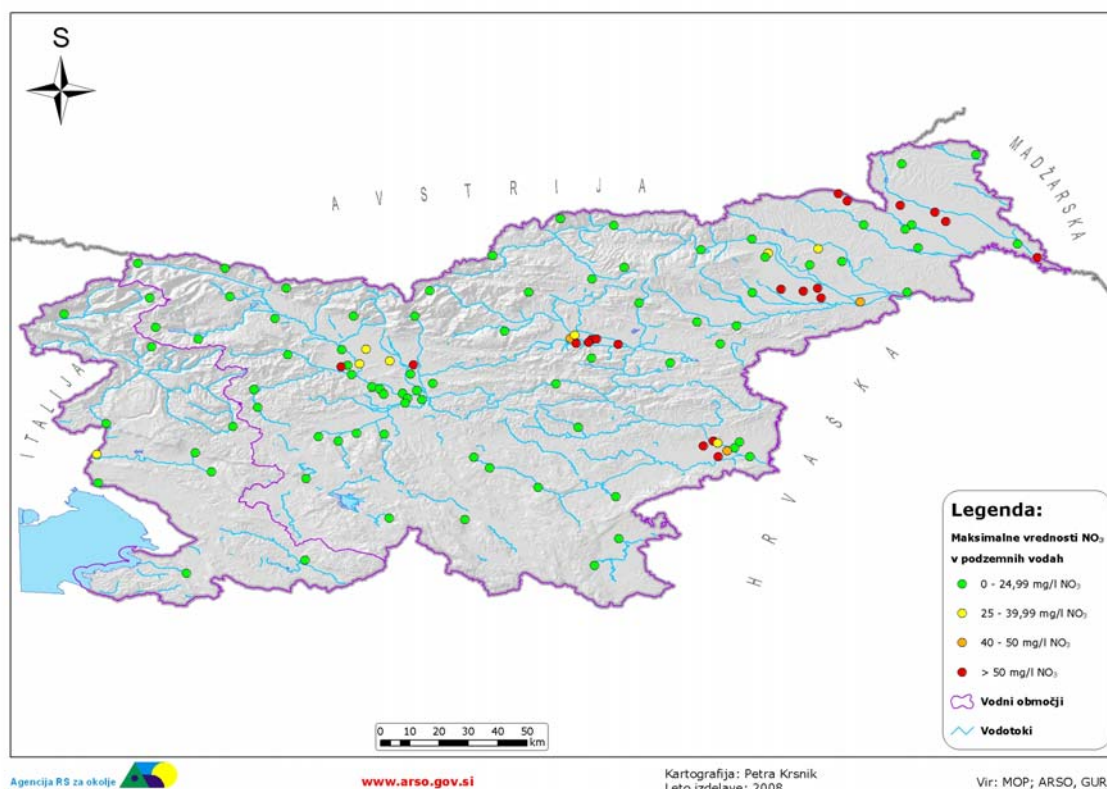 S
AVSTRIJA
MADŽARSKA
ITALIJA
HRVAŠKA
Legenda:
Maksimalne vrednosti NO₃
v podzemnih vodah
0 - 24,99 mg/l NO₃
25 - 39,99 mg/l NO₃
40 - 50 mg/l NO₃
> 50 mg/l NO₃
Vodni območji
Vodotoki
0 10 20 30 40 50
km
Agencija RS za okolje
www.arso.gov.si
Kartografija: Petra Krsnik
Leto izdelave: 2008
Vir: MOP; ARSO, GUR